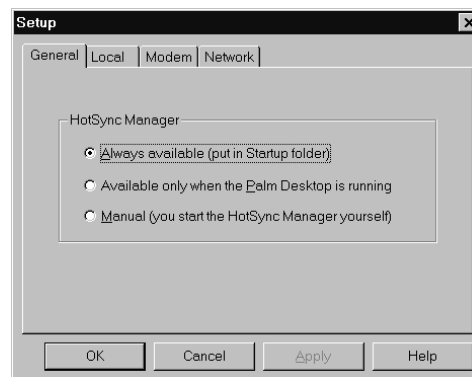 Setup
General Local Modem Network
HotSync Manager
Always available (put in Startup folder)
Available only when the Palm Desktop is running
Manual (you start the HotSync Manager yourself)
OK Cancel Apply Help